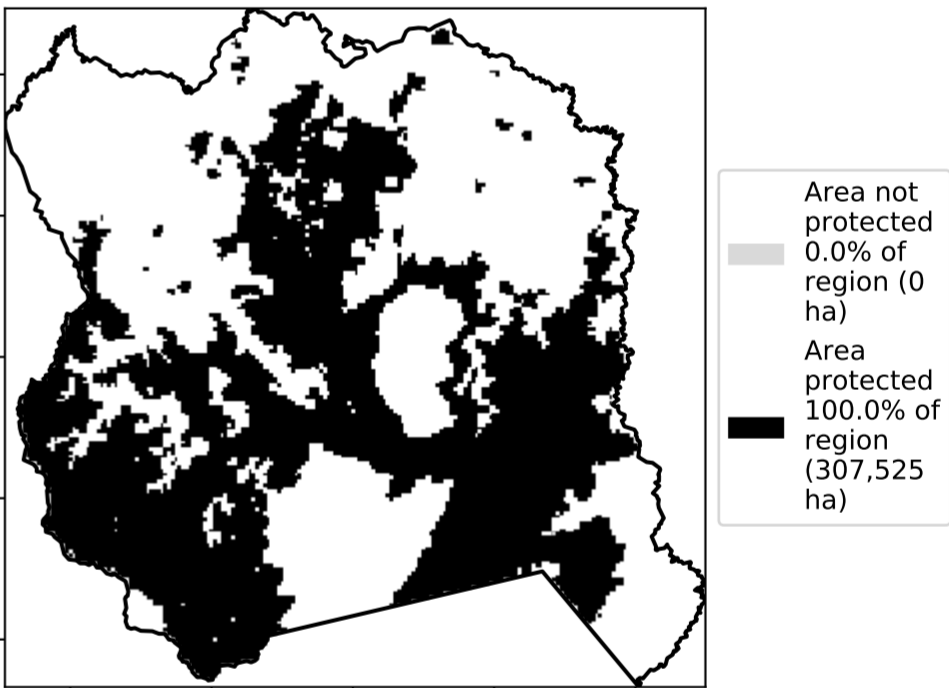 Area not
protected
0.0% of
region (0
ha)
Area
protected
100.0% of
region
(307,525
ha)